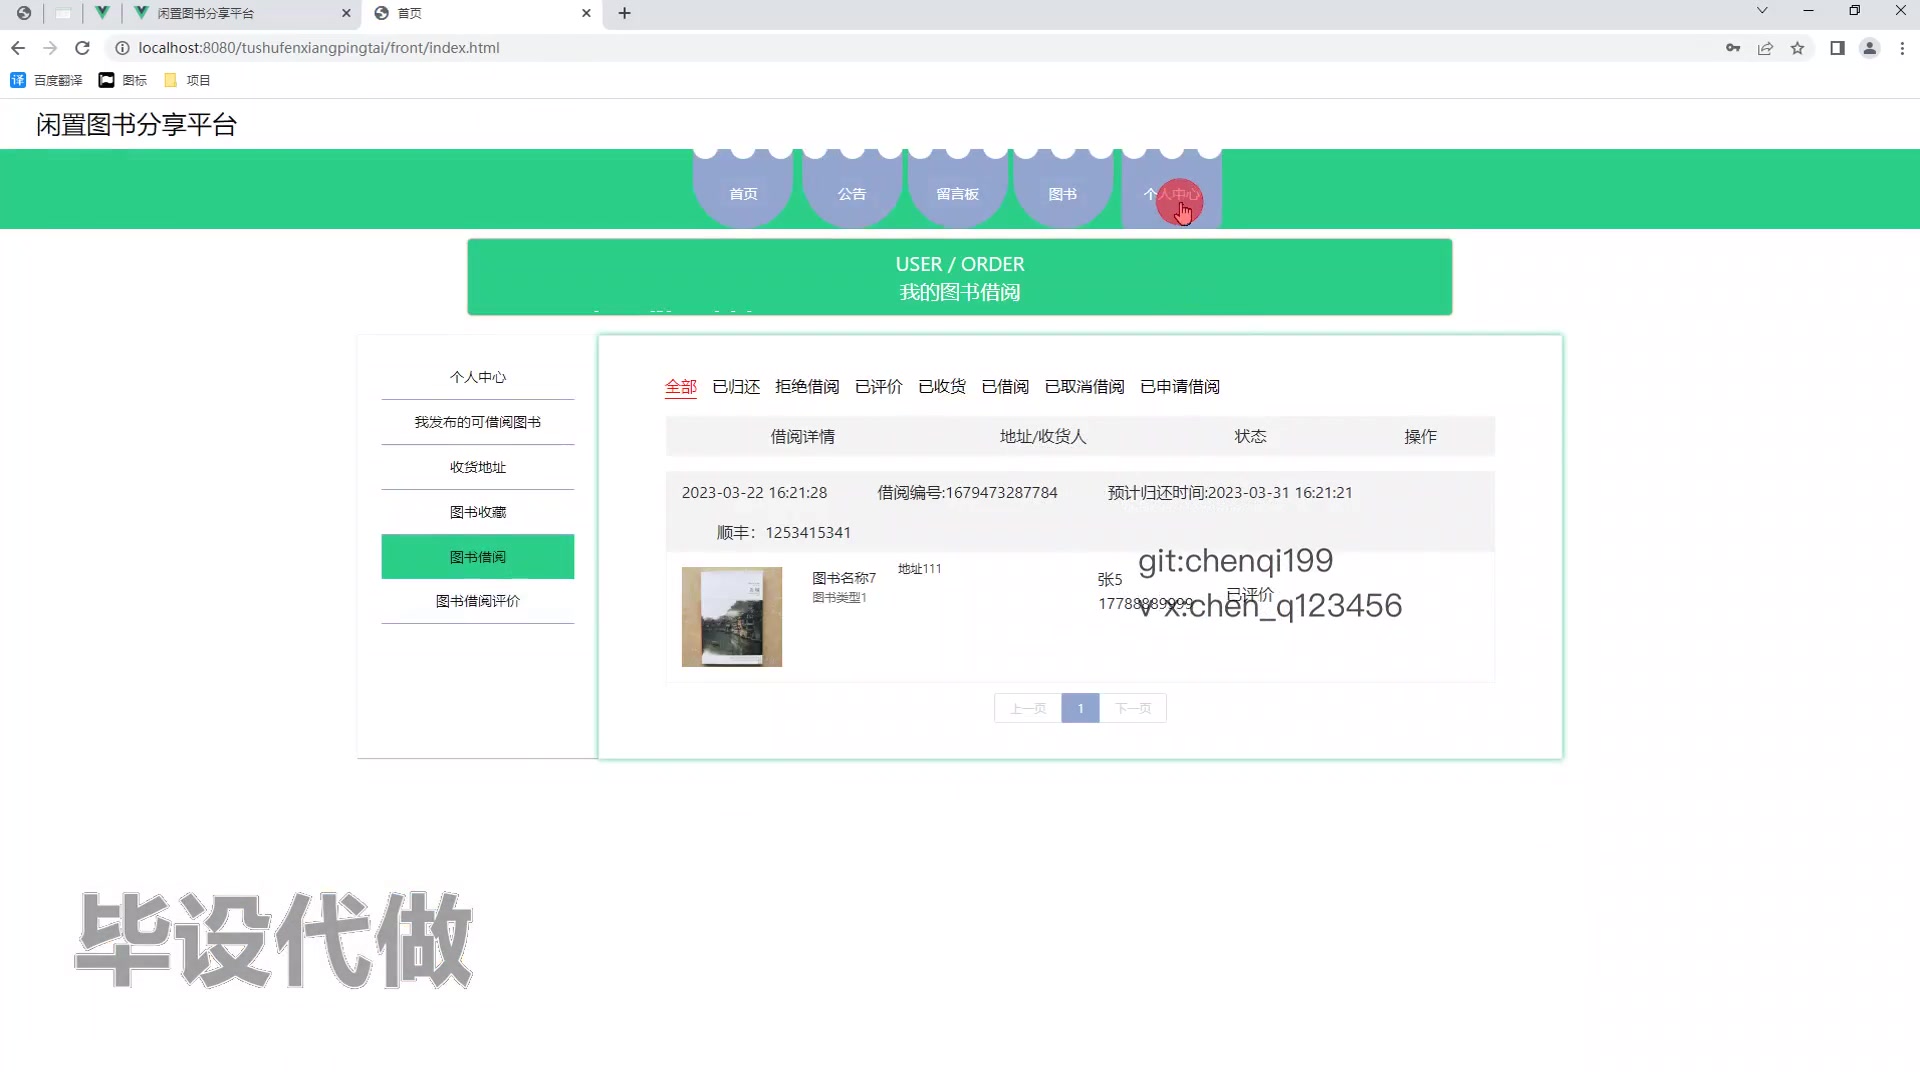 闲置图书分享平台
首页
localhost:8080/tushufenxiangpingtai/front/index.html
百度翻译
图标
项目
闲置图书分享平台
首页
公告
留言板
图书
个人中心
USER / ORDER
我的图书借阅
个人中心
我发布的可借阅图书
收货地址
图书收藏
图书借阅
图书借阅评价
全部 已归还 拒绝借阅 已评价 已收货 已借阅 已取消借阅 已申请借阅
借阅详情 地址/收货人 状态 操作
2023-03-22 16:21:28 借阅编号:1679473287784 预计归还时间:2023-03-31 16:21:21
顺丰：1253415341
图书名称7
图书类型1
地址111
张5
17788889999
已评价
git:chenqi199
v x:chen_q123456
上一页 1 下一页
毕设代做